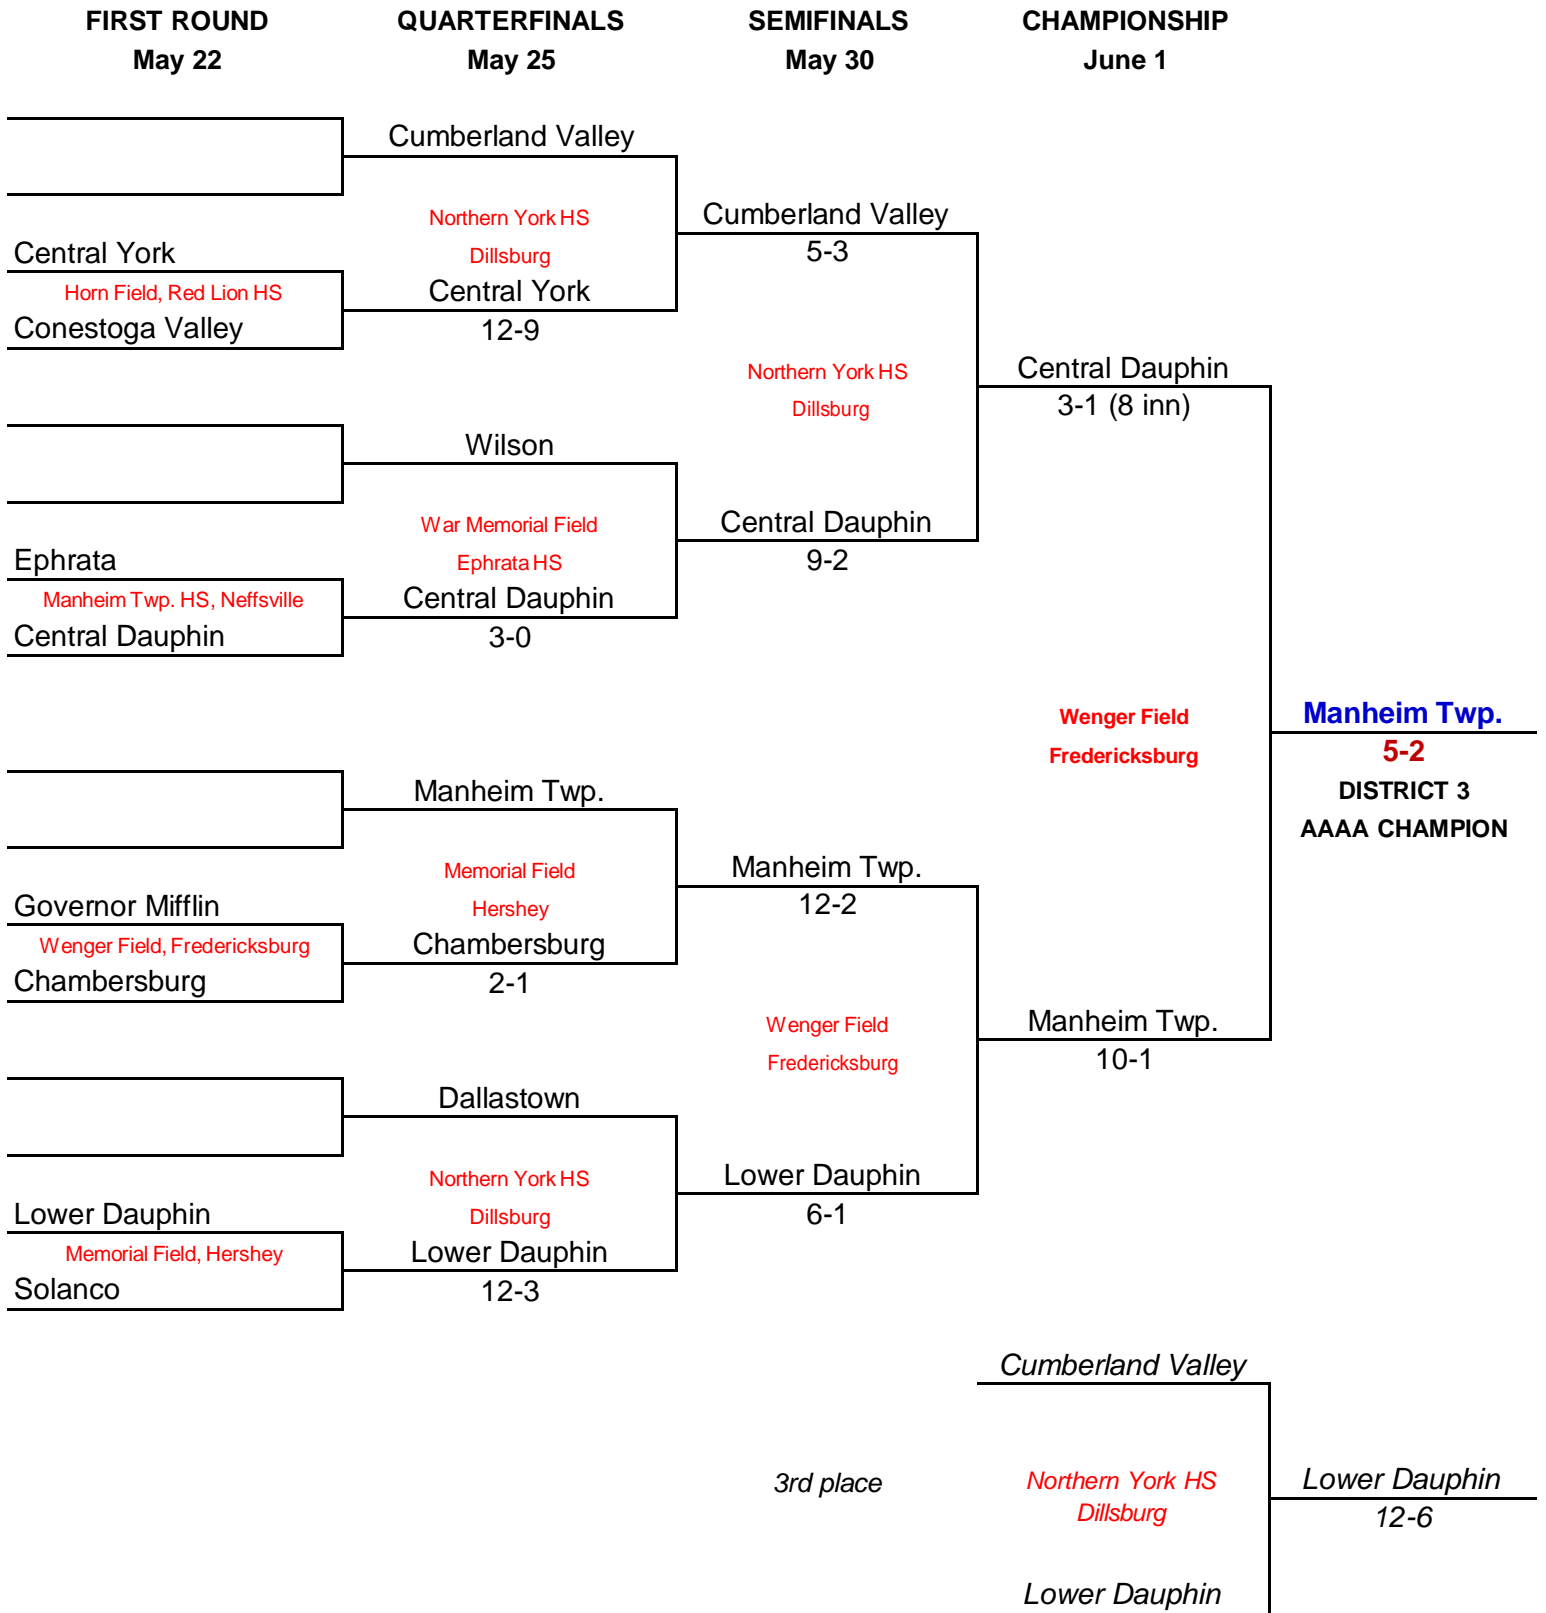 FIRST ROUND QUARTERFINALS SEMIFINALS CHAMPIONSHIP
May 22 May 25 May 30 June 1
Cumberland Valley
Northern York HS Cumberland Valley
Central York Dillsburg 5-3
Horn Field, Red Lion HS Central York
Conestoga Valley 12-9
Northern York HS Central Dauphin
Dillsburg 3-1 (8 inn)
Wilson
War Memorial Field Central Dauphin
Ephrata Ephrata HS 9-2
Manheim Twp. HS, Neffsville Central Dauphin
Central Dauphin 3-0
Wenger Field Manheim Twp.
Fredericksburg 5-2
Manheim Twp. DISTRICT 3
AAAA CHAMPION
Memorial Field Manheim Twp.
Governor Mifflin Hershey 12-2
Wenger Field, Fredericksburg Chambersburg
Chambersburg 2-1
Wenger Field Manheim Twp.
Fredericksburg 10-1
Dallastown
Northern York HS Lower Dauphin
Lower Dauphin Dillsburg 6-1
Memorial Field, Hershey Lower Dauphin
Solanco 12-3
Cumberland Valley
3rd place Northern York HS Lower Dauphin
Dillsburg 12-6
Lower Dauphin